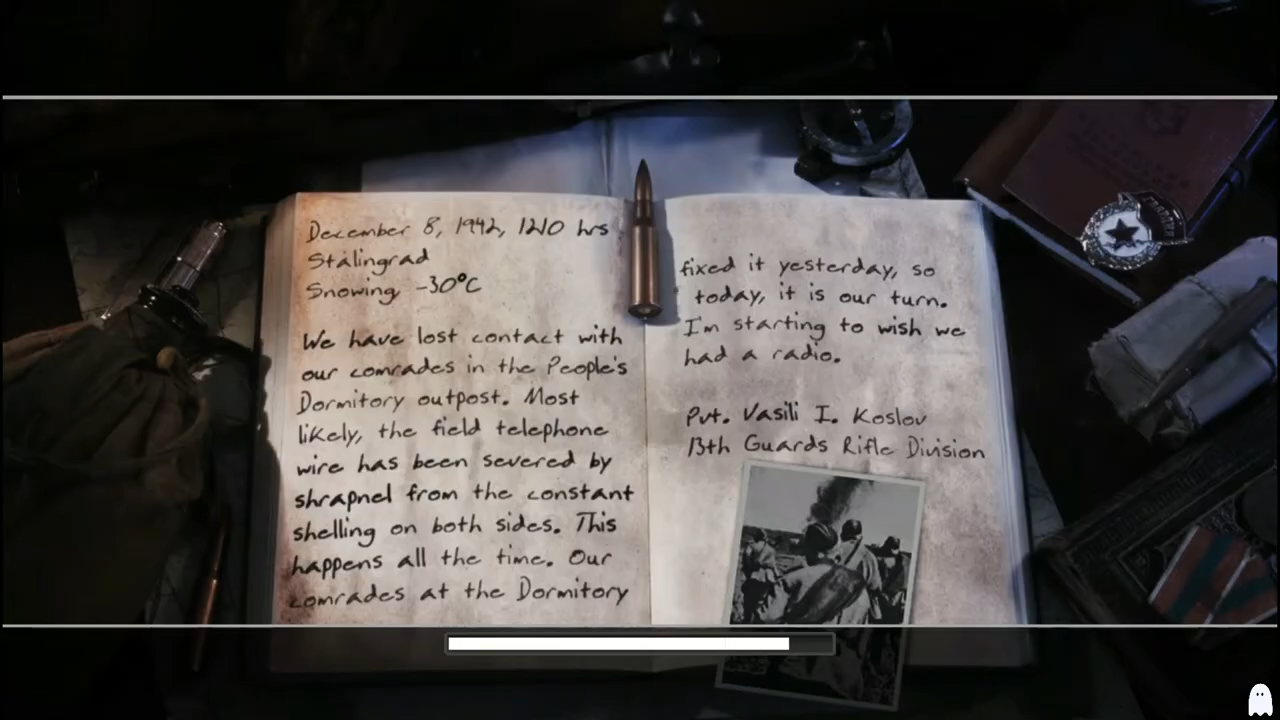 December 8, 1942, 1210 hrs
Stalingrad
Snowing -30°C
We have lost contact with
our comrades in the People's
Dormitory outpost. Most
likely, the field telephone
wire has been severed by
shrapnel from the constant
shelling on both sides. This
happens all the time. Our
comrades at the Dormitory
fixed it yesterday, so
today, it is our turn.
I'm starting to wish we
had a radio.
Pvt. Vasili I. Koslov
13th Guards Rifle Division